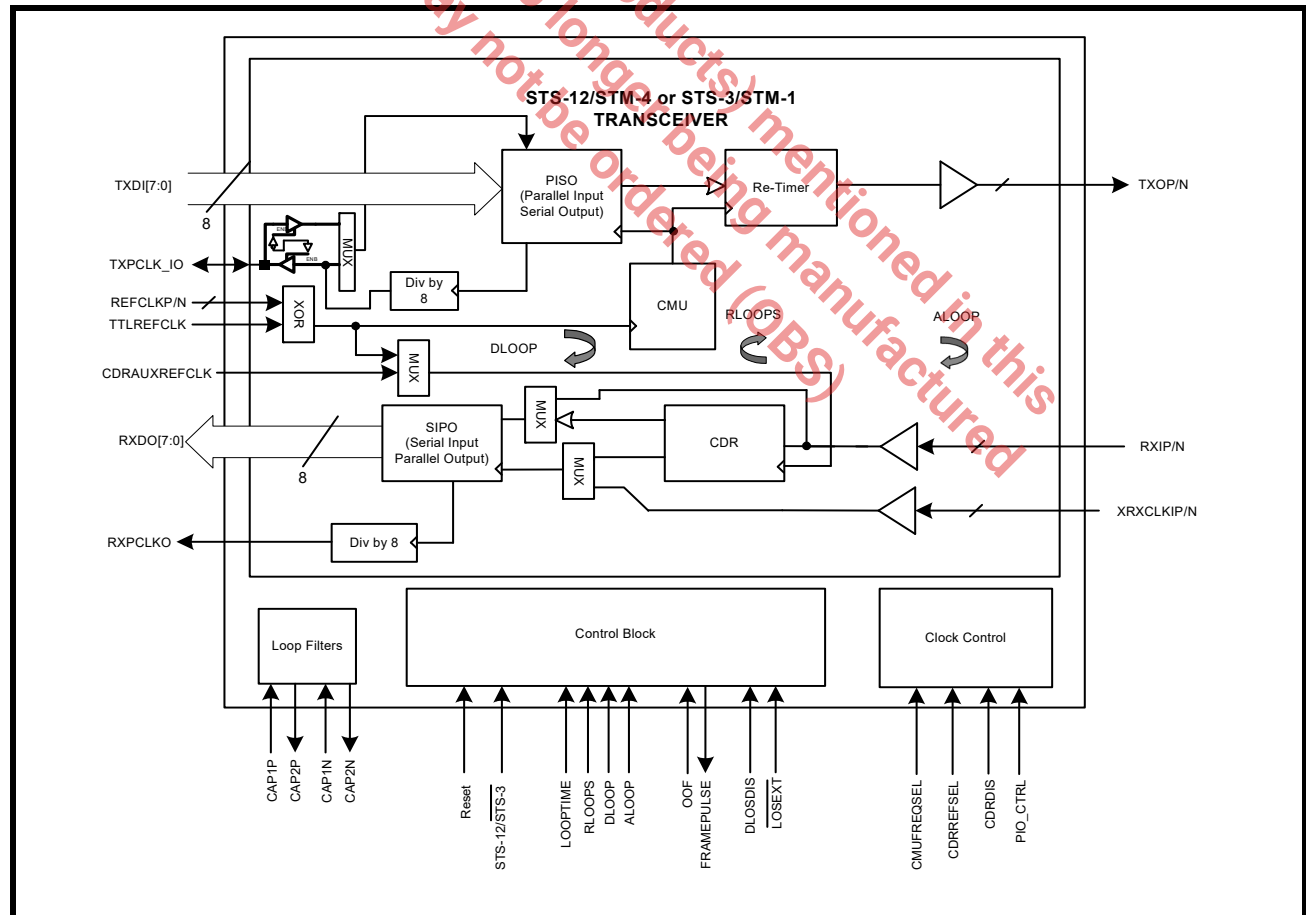 oducts) mentioned in this
longer being manufactured
ay not be ordered (OBS)
STS-12/STM-4 or STS-3/STM-1
TRANSCEIVER
TXDI[7:0]
8
PISO
(Parallel Input
Serial Output)
Re-Timer
TXOP/N
ENB
MUX
ENB
TXPCLK_IO
Div by
8
CMU
REFCLKP/N
TTLREFCLK
XOR
RLOOPS
ALOOP
DLOOP
CDRAUXREFCLK
MUX
MUX
RXDO[7:0]
8
SIPO
(Serial Input
Parallel Output)
CDR
RXIP/N
MUX
XRXCLKIP/N
RXPCLKO
Div by 8
Loop Filters
Control Block
Clock Control
CAP1P
CAP2P
CAP1N
CAP2N
Reset
STS-12/STS-3
LOOPTIME
RLOOPS
DLOOP
ALOOP
OOF
FRAMEPULSE
DLOSDIS
LOSEXT
CMUFREQSEL
CDRREFSEL
CDRDIS
PIO_CTRL